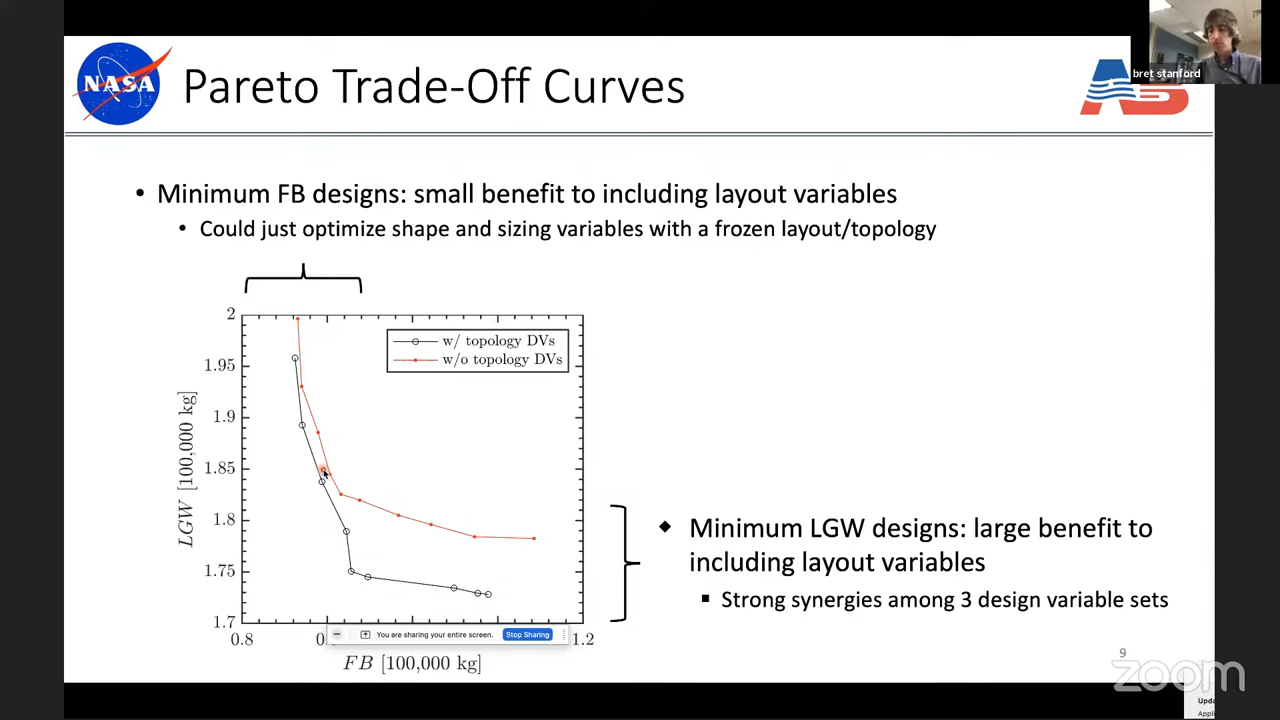 bret stanford
NASA
Pareto Trade-Off Curves
• Minimum FB designs: small benefit to including layout variables
• Could just optimize shape and sizing variables with a frozen layout/topology
2
1.95
1.9
1.85
1.8
1.75
1.7
w/ topology DVs
w/o topology DVs
LGW [100,000 kg]
◆ Minimum LGW designs: large benefit to
including layout variables
▪ Strong synergies among 3 design variable sets
0.8
1.2
You are sharing your entire screen.
Stop Sharing
FB [100,000 kg]
9
zoom